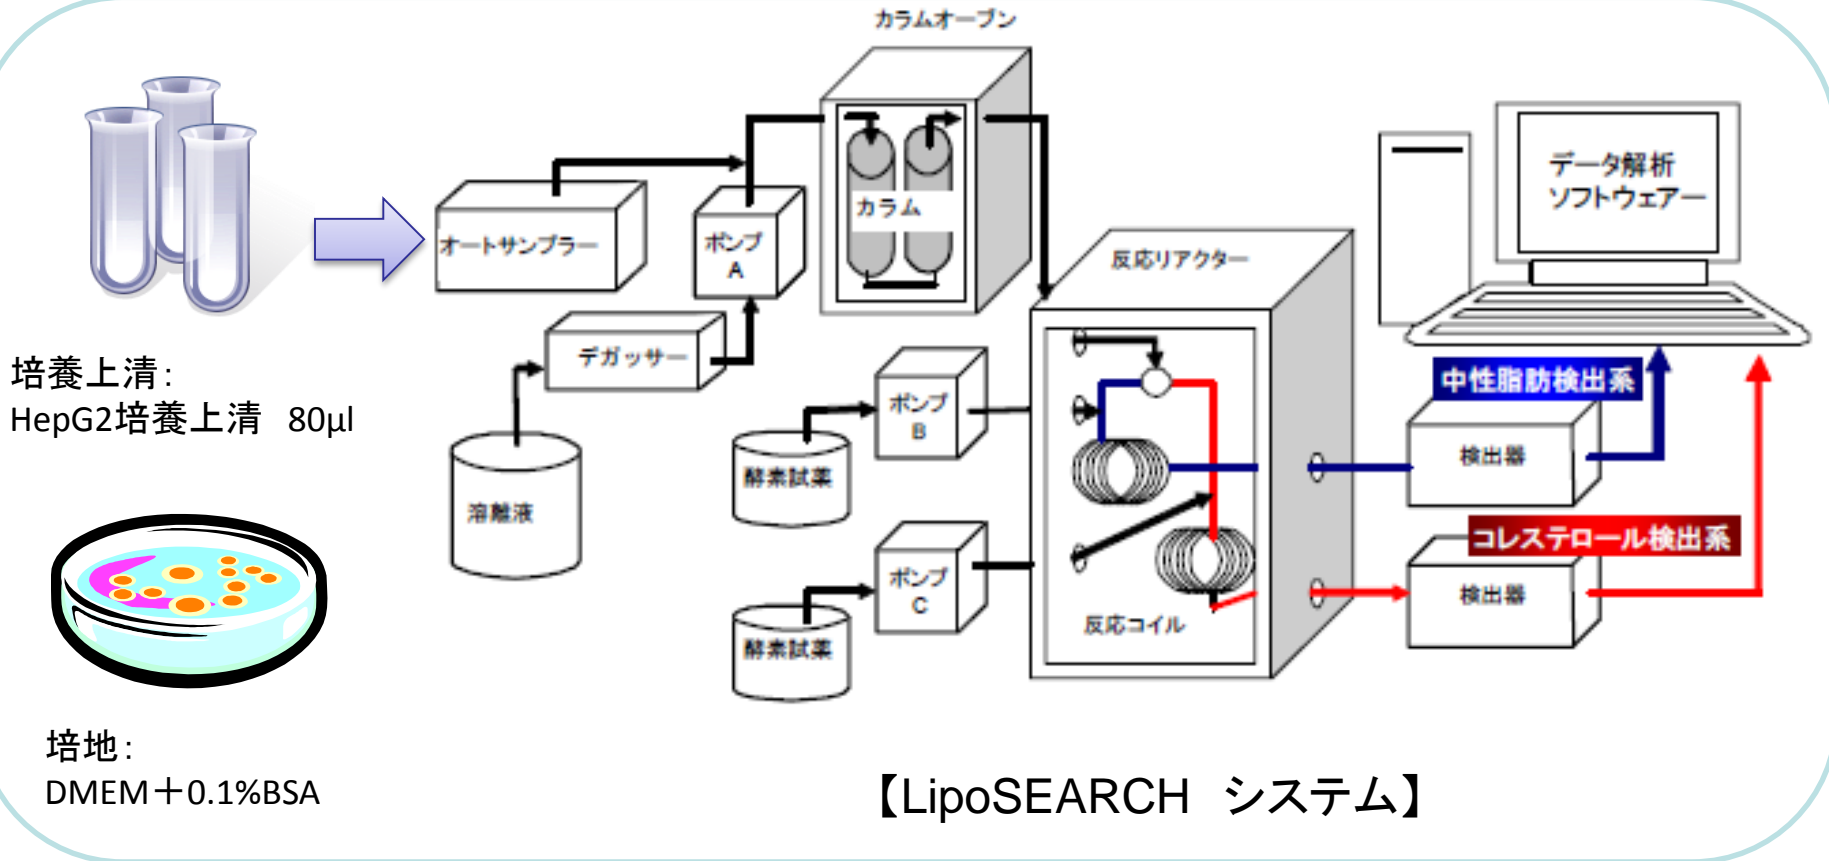 カラムオーブン
データ解析
ソフトウェアー
カラム
オートサンプラー
ポンプ
A
反応リアクター
デガッサー
培養上清:
HepG2培養上清 80μl
中性脂肪検出系
ポンプ
B
検出器
酵素試薬
溶離液
コレステロール検出系
ポンプ
C
検出器
反応コイル
酵素試薬
培地:
DMEM+0.1%BSA
【LipoSEARCH システム】